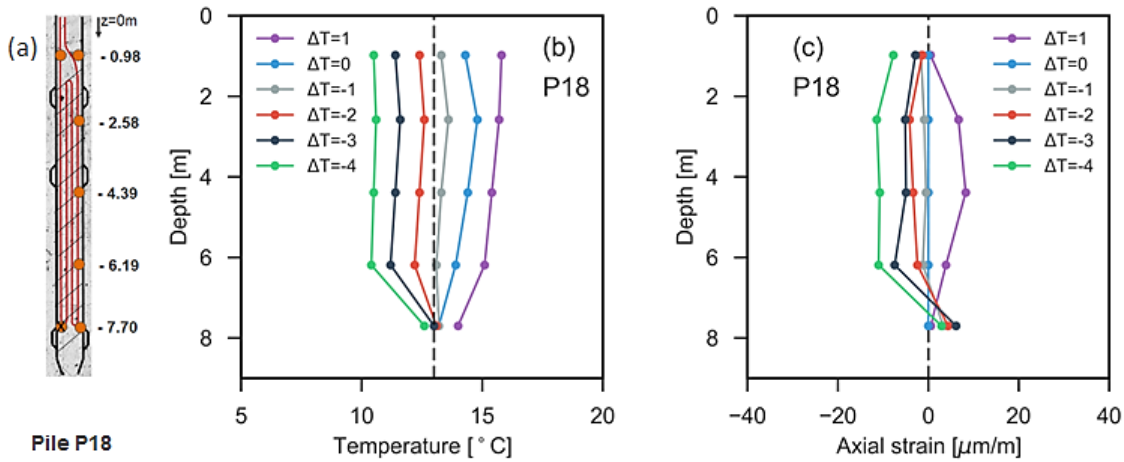 (a)
z=0m
- 0.98
- 2.58
- 4.39
- 6.19
- 7.70
Pile P18
(b)
P18
ΔT=1
ΔT=0
ΔT=-1
ΔT=-2
ΔT=-3
ΔT=-4
0
2
4
6
8
Depth [m]
5
10
15
20
Temperature [°C]
(c)
P18
ΔT=1
ΔT=0
ΔT=-1
ΔT=-2
ΔT=-3
ΔT=-4
0
2
4
6
8
Depth [m]
−40
−20
0
20
40
Axial strain [μm/m]